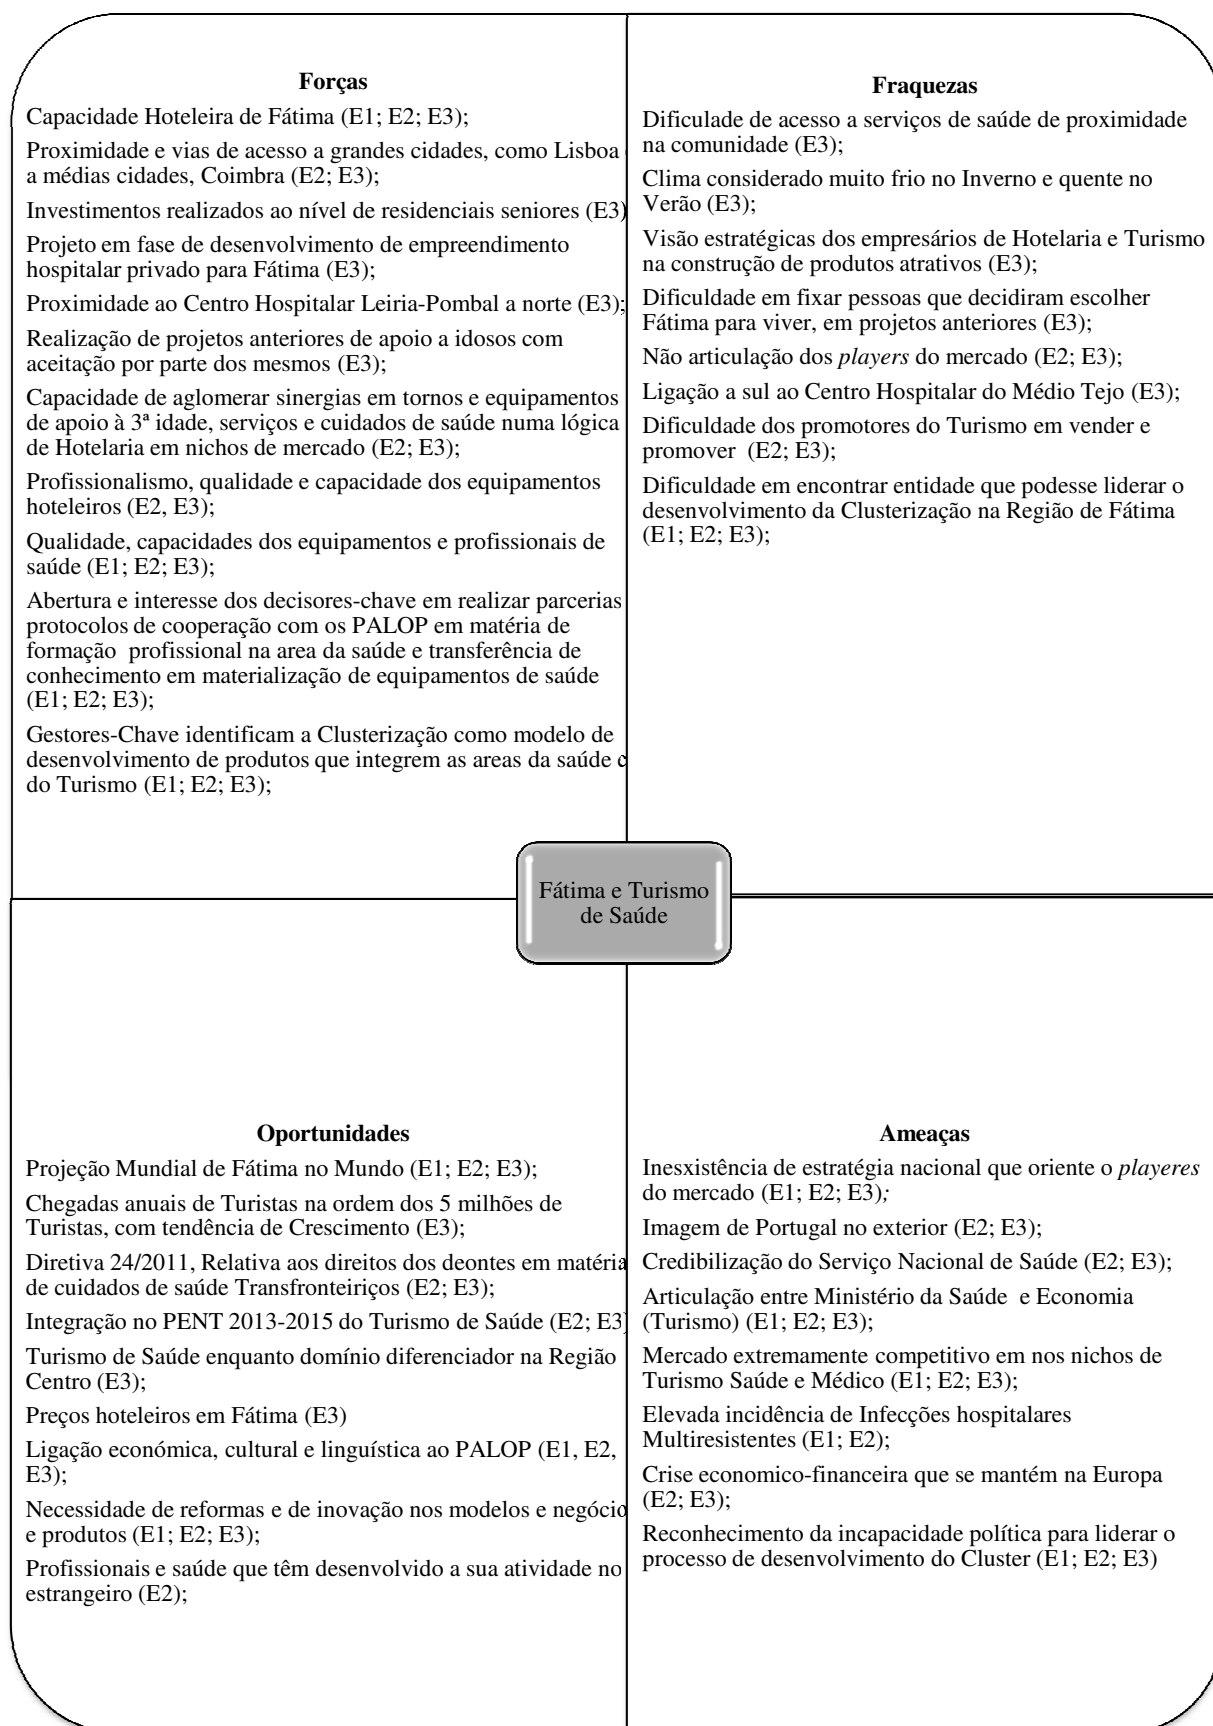 Forças
Capacidade Hoteleira de Fátima (E1; E2; E3);
Proximidade e vias de acesso a grandes cidades, como Lisboa
a médias cidades, Coimbra (E2; E3);
Investimentos realizados ao nível de residenciais seniores (E3)
Projeto em fase de desenvolvimento de empreendimento
hospitalar privado para Fátima (E3);
Proximidade ao Centro Hospitalar Leiria-Pombal a norte (E3);
Realização de projetos anteriores de apoio a idosos com
aceitação por parte dos mesmos (E3);
Capacidade de aglomerar sinergias em tornos e equipamentos
de apoio à 3ª idade, serviços e cuidados de saúde numa lógica
de Hotelaria em nichos de mercado (E2; E3);
Profissionalismo, qualidade e capacidade dos equipamentos
hoteleiros (E2, E3);
Qualidade, capacidades dos equipamentos e profissionais de
saúde (E1; E2; E3);
Abertura e interesse dos decisores-chave em realizar parcerias
protocolos de cooperação com os PALOP em matéria de
formação profissional na area da saúde e transferência de
conhecimento em materialização de equipamentos de saúde
(E1; E2; E3);
Gestores-Chave identificam a Clusterização como modelo de
desenvolvimento de produtos que integrem as areas da saúde
do Turismo (E1; E2; E3);
Fraquezas
Dificulade de acesso a serviços de saúde de proximidade
na comunidade (E3);
Clima considerado muito frio no Inverno e quente no
Verão (E3);
Visão estratégicas dos empresários de Hotelaria e Turismo
na construção de produtos atrativos (E3);
Dificuldade em fixar pessoas que decidiram escolher
Fátima para viver, em projetos anteriores (E3);
Não articulação dos players do mercado (E2; E3);
Ligação a sul ao Centro Hospitalar do Médio Tejo (E3);
Dificuldade dos promotores do Turismo em vender e
promover (E2; E3);
Dificuldade em encontrar entidade que podesse liderar o
desenvolvimento da Clusterização na Região de Fátima
(E1; E2; E3);
Fátima e Turismo
de Saúde
Oportunidades
Projeção Mundial de Fátima no Mundo (E1; E2; E3);
Chegadas anuais de Turistas na ordem dos 5 milhões de
Turistas, com tendência de Crescimento (E3);
Diretiva 24/2011, Relativa aos direitos dos deontes em matéria
de cuidados de saúde Transfronteiriços (E2; E3);
Integração no PENT 2013-2015 do Turismo de Saúde (E2; E3)
Turismo de Saúde enquanto domínio diferenciador na Região
Centro (E3);
Preços hoteleiros em Fátima (E3)
Ligação económica, cultural e linguística ao PALOP (E1, E2,
E3);
Necessidade de reformas e de inovação nos modelos e negócio
e produtos (E1; E2; E3);
Profissionais e saúde que têm desenvolvido a sua atividade no
estrangeiro (E2);
Ameaças
Inesxistência de estratégia nacional que oriente o playeres
do mercado (E1; E2; E3);
Imagem de Portugal no exterior (E2; E3);
Credibilização do Serviço Nacional de Saúde (E2; E3);
Articulação entre Ministério da Saúde e Economia
(Turismo) (E1; E2; E3);
Mercado extremamente competitivo em nos nichos de
Turismo Saúde e Médico (E1; E2; E3);
Elevada incidência de Infecções hospitalares
Multiresistentes (E1; E2);
Crise economico-financeira que se mantém na Europa
(E2; E3);
Reconhecimento da incapacidade política para liderar o
processo de desenvolvimento do Cluster (E1; E2; E3)